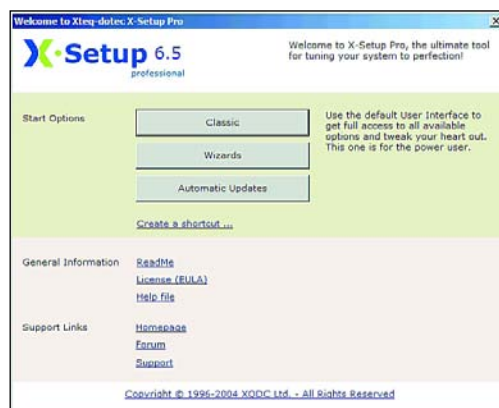 Welcome to Xteq-dotec X-Setup Pro
X-Setup 6.5
professional
Welcome to X-Setup Pro, the ultimate tool
for tuning your system to perfection!
Start Options
Classic
Wizards
Automatic Updates
Create a shortcut ...
Use the default User Interface to
get full access to all available
options and tweak your heart out.
This one is for the power user.
General Information
ReadMe
License (EULA)
Help file
Support Links
Homepage
Forum
Support
Copyright © 1996-2004 XQDC Ltd. - All Rights Reserved